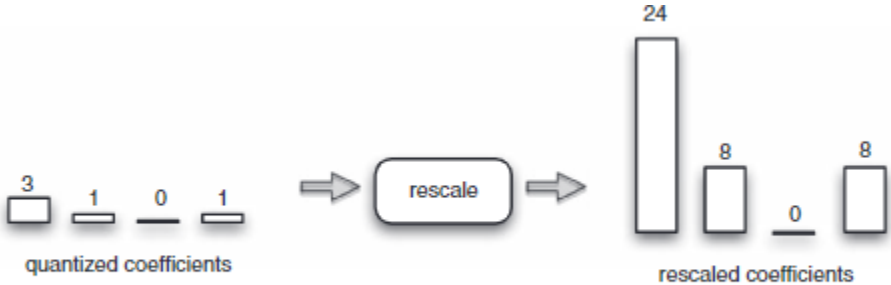 24
8
8
3
1
0
1
rescale
0
quantized coefficients
rescaled coefficients